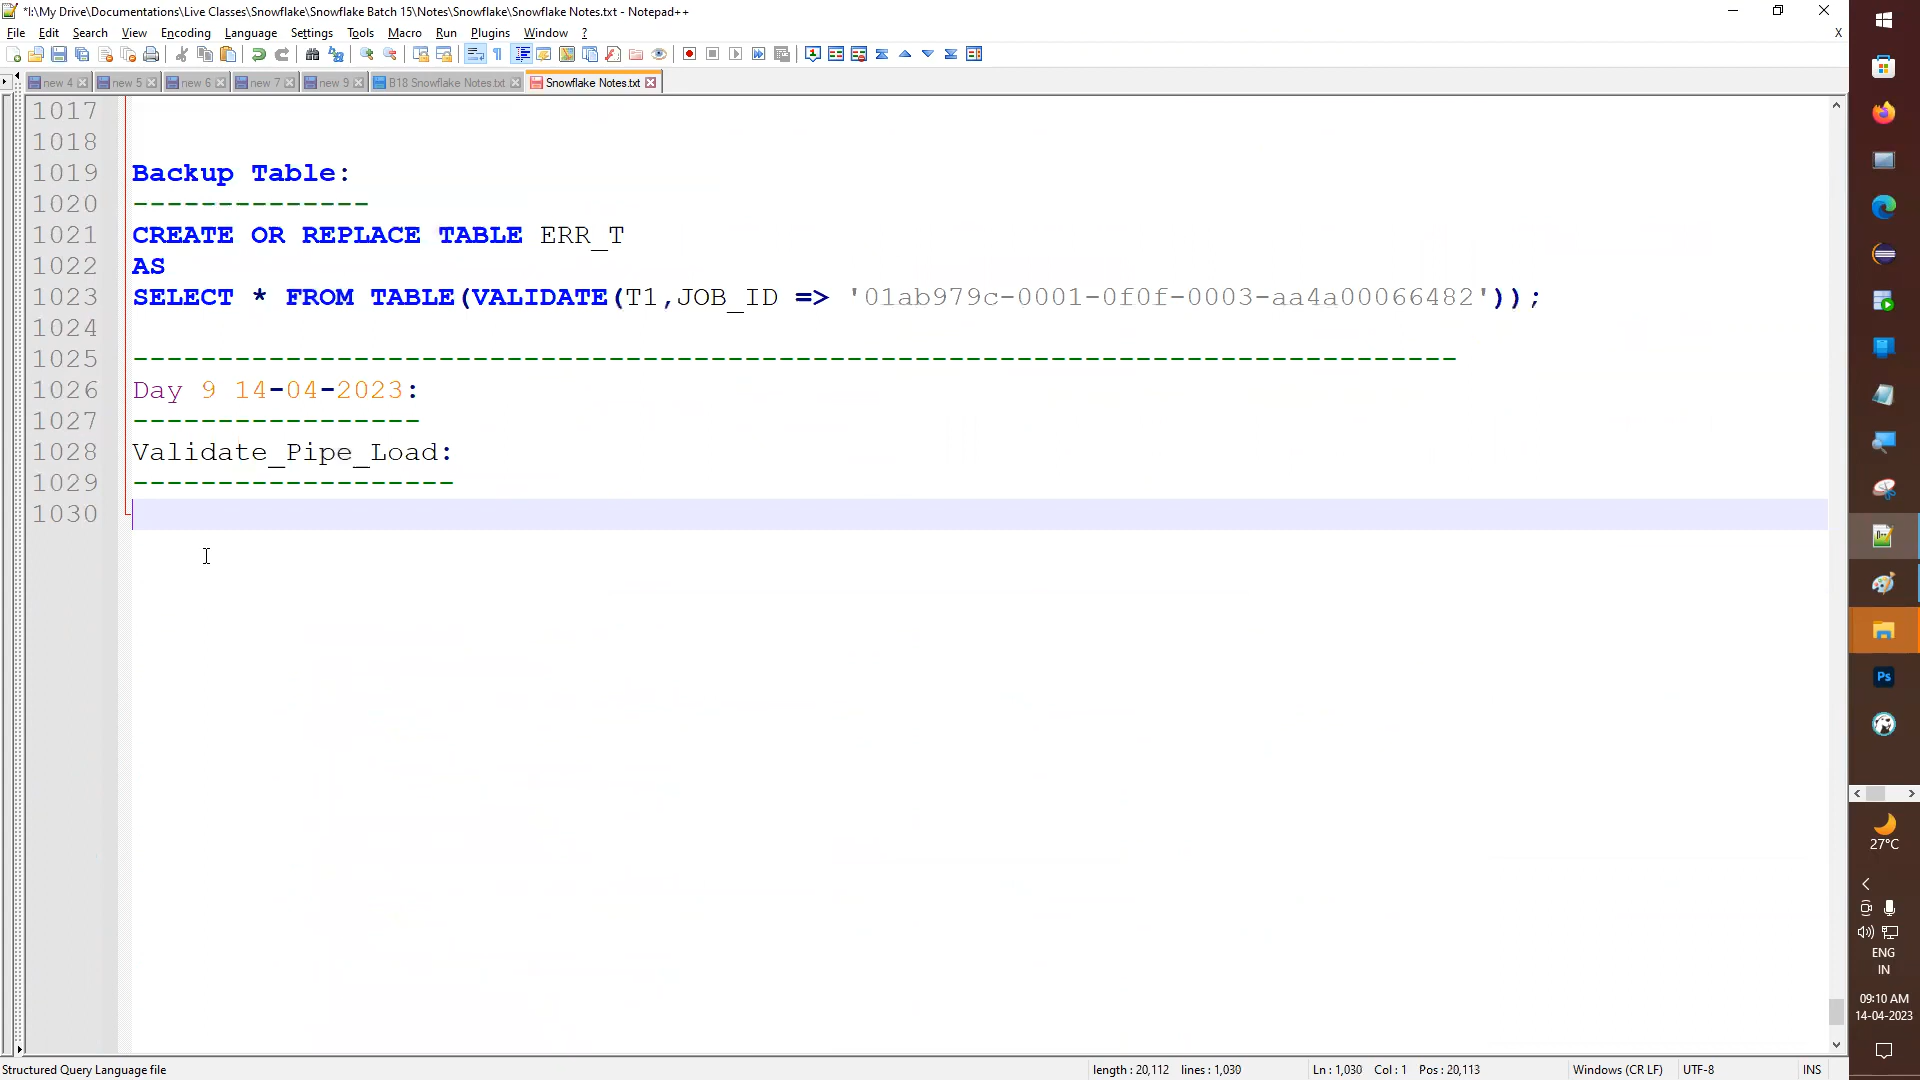 *I:\My Drive\Documentations\Live Classes\Snowflake\Snowflake Batch 15\Notes\Snowflake\Snowflake Notes.txt - Notepad++
File Edit Search View Encoding Language Settings Tools Macro Run Plugins Window ? X
new 4 new 5 new 6 new 7 new 9 B18 Snowflake Notes.txt Snowflake Notes.txt
1017
1018
1019 Backup Table:
1020 --------------
1021 CREATE OR REPLACE TABLE ERR_T
1022 AS
1023 SELECT * FROM TABLE(VALIDATE(T1,JOB_ID => '01ab979c-0001-0f0f-0003-aa4a00066482'));
1024
1025 ------------------------------------------------------------------------------
1026 Day 9 14-04-2023:
1027 -----------------
1028 Validate_Pipe_Load:
1029 -------------------
1030
Ps
27°C
ENG
IN
09:10 AM
14-04-2023
Structured Query Language file length : 20,112 lines : 1,030 Ln : 1,030 Col : 1 Pos : 20,113 Windows (CR LF) UTF-8 INS